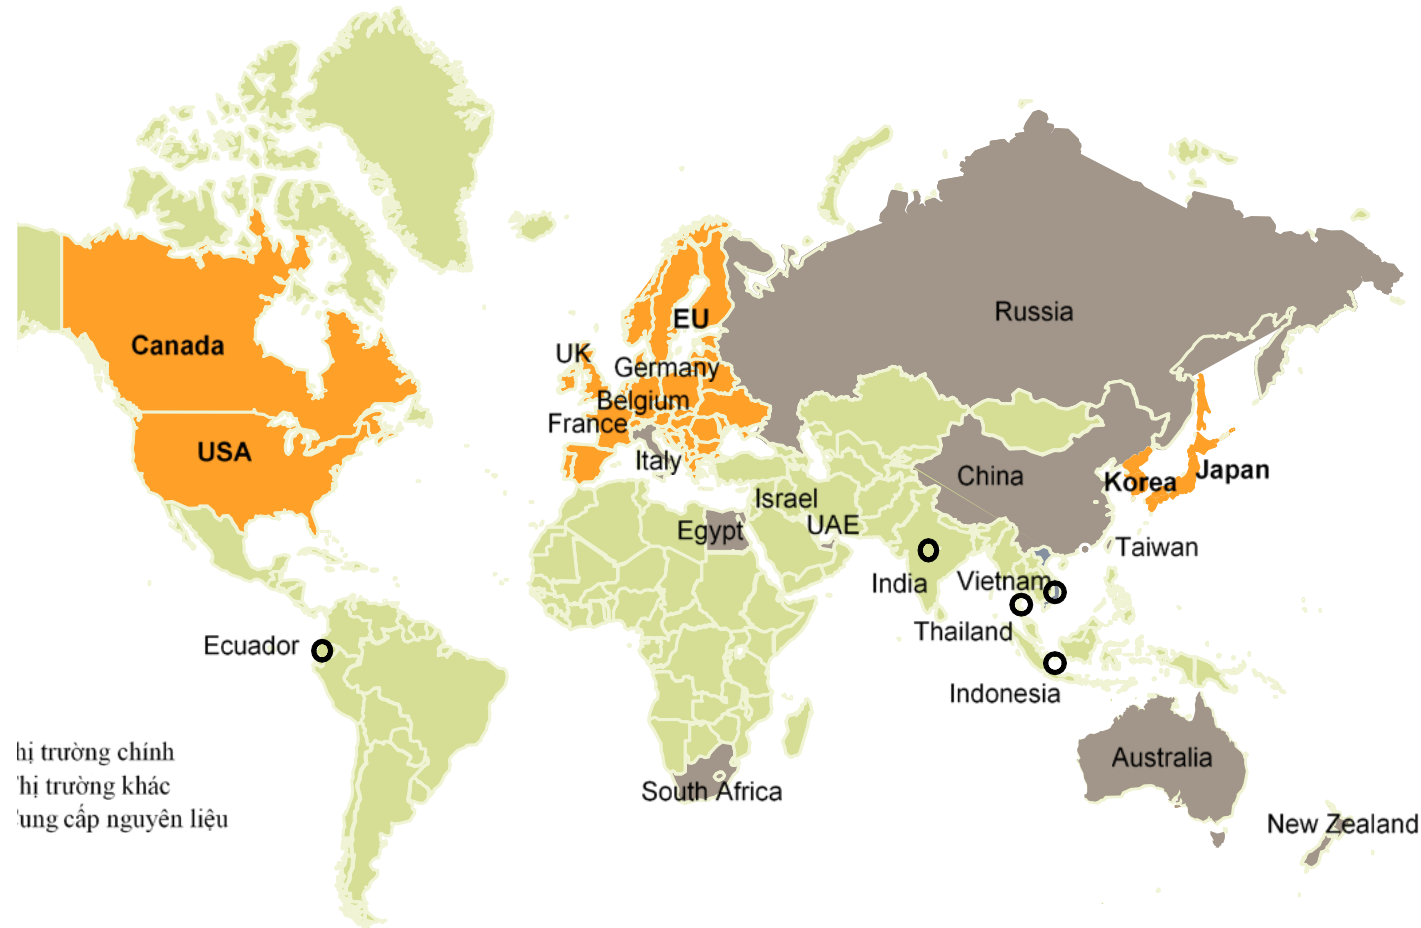 Canada
USA
EU
UK
Germany
Belgium
France
Italy
Russia
China
Korea
Japan
Israel
Egypt
UAE
Taiwan
India
Vietnam
Thailand
Indonesia
Ecuador
South Africa
Australia
New Zealand
hị trường chính
hị trường khác
ung cấp nguyên liệu